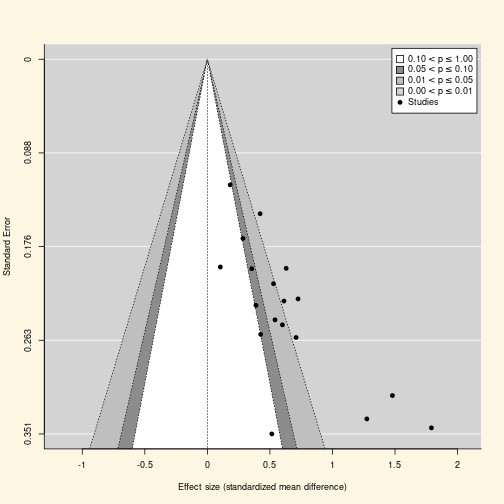 0.10 < p ≤ 1.00
0.05 < p ≤ 0.10
0.01 < p ≤ 0.05
0.00 < p ≤ 0.01
Studies
Standard Error
0
0.088
0.176
0.263
0.351
-1
-0.5
0
0.5
1
1.5
2
Effect size (standardized mean difference)